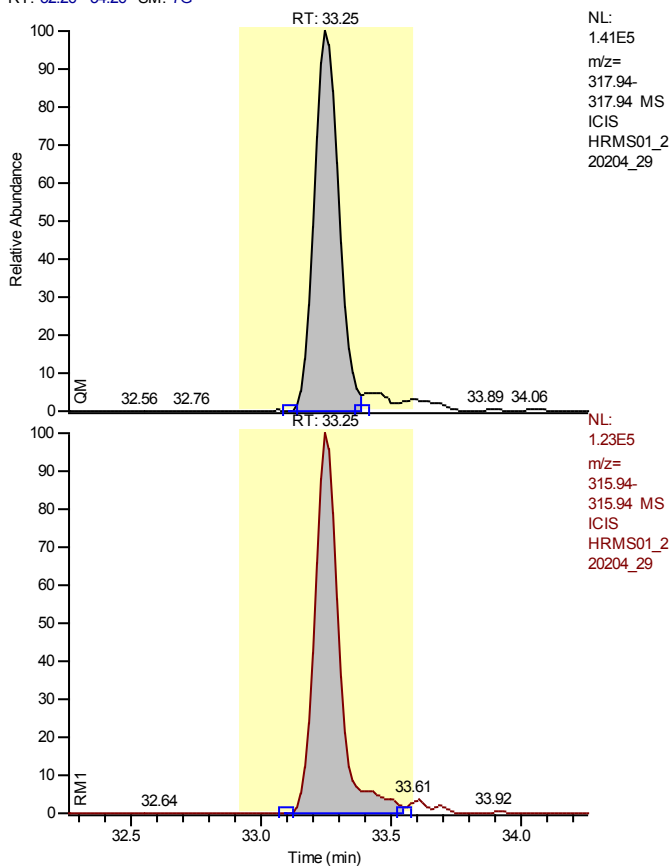 RT: 33.25
NL:
1.41E5
m/z=
317.94-
317.94 MS
ICIS
HRMS01_2
20204_29
100
90
80
70
60
50
40
30
20
10
0
Relative Abundance
QM
32.56
32.76
33.89
34.06
RT: 33.25
NL:
1.23E5
m/z=
315.94-
315.94 MS
ICIS
HRMS01_2
20204_29
100
90
80
70
60
50
40
30
20
10
0
RM1
32.64
33.61
33.92
32.5
33.0
33.5
34.0
Time (min)